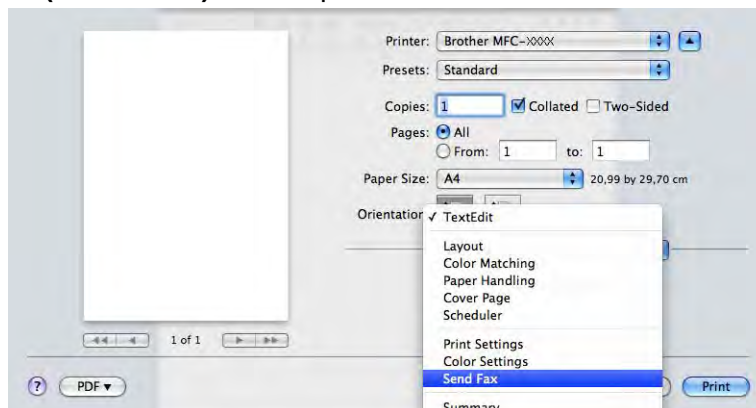 Printer: Brother MFC-XXXX
Presets: Standard
Copies: 1 Collated Two-Sided
Pages: All
From: 1 to: 1
Paper Size: A4 20,99 by 29,70 cm
Orientation
✓ TextEdit
Layout
Color Matching
Paper Handling
Cover Page
Scheduler
Print Settings
Color Settings
Send Fax
Summary
1 of 1
? PDF ▾ Print